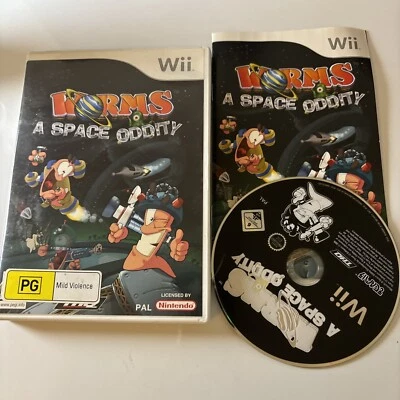 Wii
WORMS
A SPACE ODDITY
PG
Mild Violence
PAL
LICENSED BY
Nintendo
Wii
WORMS
A SPACE ODDITY
PAL
Wii
WORMS
A SPACE ODDITY
THQ